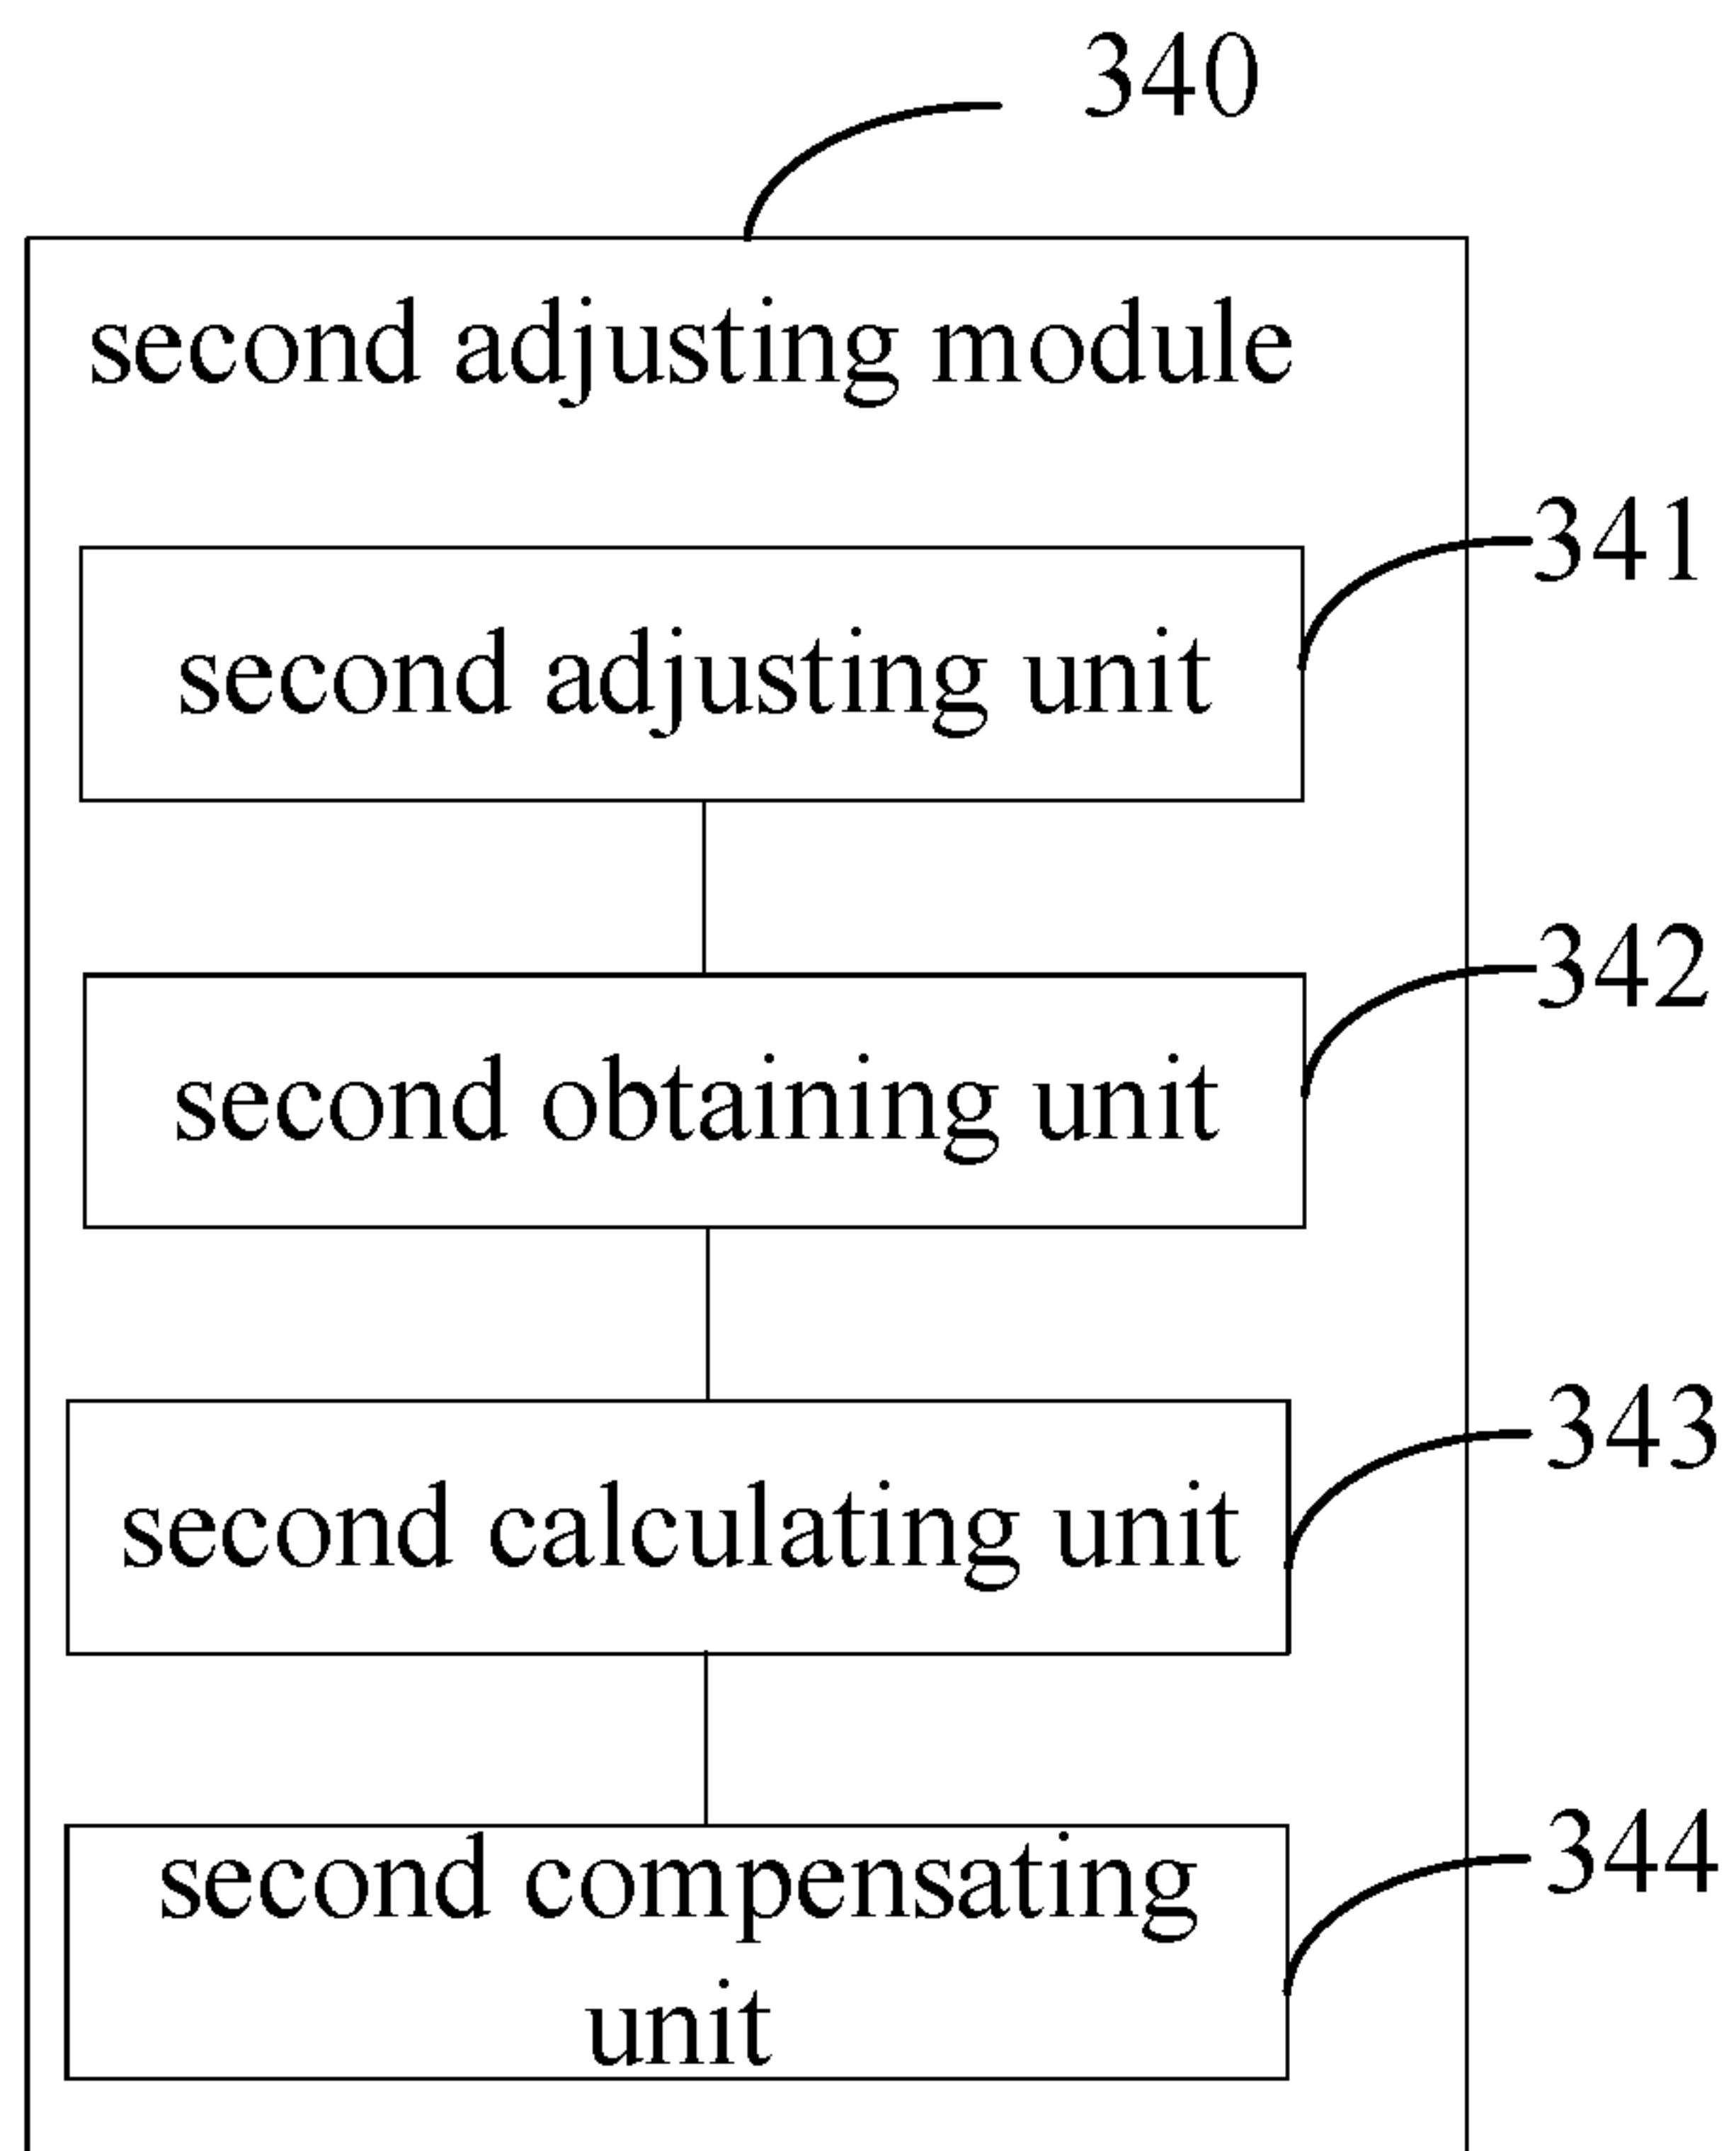 340
second adjusting module
341
second adjusting unit
342
second obtaining unit
343
second calculating unit
344
second compensating
unit